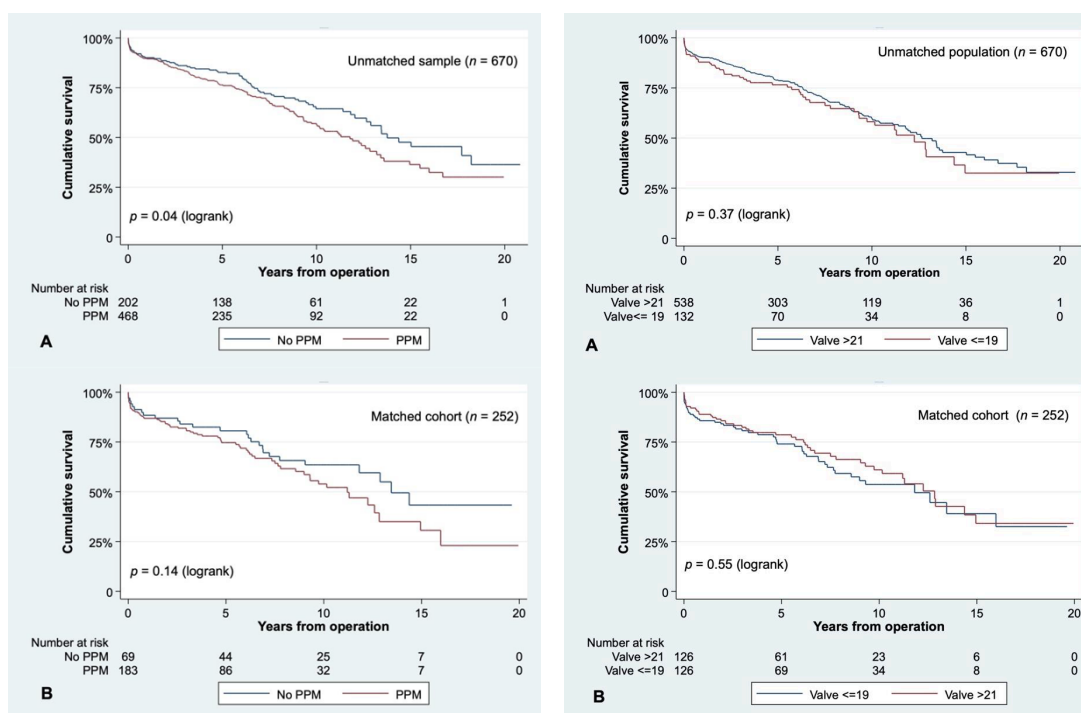 100%
75%
50%
25%
0
Cumulative survival
Unmatched sample (n = 670)
p = 0.04 (logrank)
0 5 10 15 20
Years from operation
Number at risk
No PPM 202 138 61 22 1
PPM 468 235 92 22 0
A
No PPM PPM
100%
75%
50%
25%
0
Cumulative survival
Unmatched population (n = 670)
p = 0.37 (logrank)
0 5 10 15 20
Years from operation
Number at risk
Valve >21 538 303 119 36 1
Valve<= 19 132 70 34 8 0
A
Valve >21 Valve <=19
100%
75%
50%
25%
0
Cumulative survival
Matched cohort (n = 252)
p = 0.14 (logrank)
0 5 10 15 20
Years from operation
Number at risk
No PPM 69 44 25 7 0
PPM 183 86 32 7 0
B
No PPM PPM
100%
75%
50%
25%
0
Cumulative survival
Matched cohort (n = 252)
p = 0.55 (logrank)
0 5 10 15 20
Years from operation
Number at risk
Valve >21 126 61 23 6 0
Valve <=19 126 69 34 8 0
B
Valve <=19 Valve >21